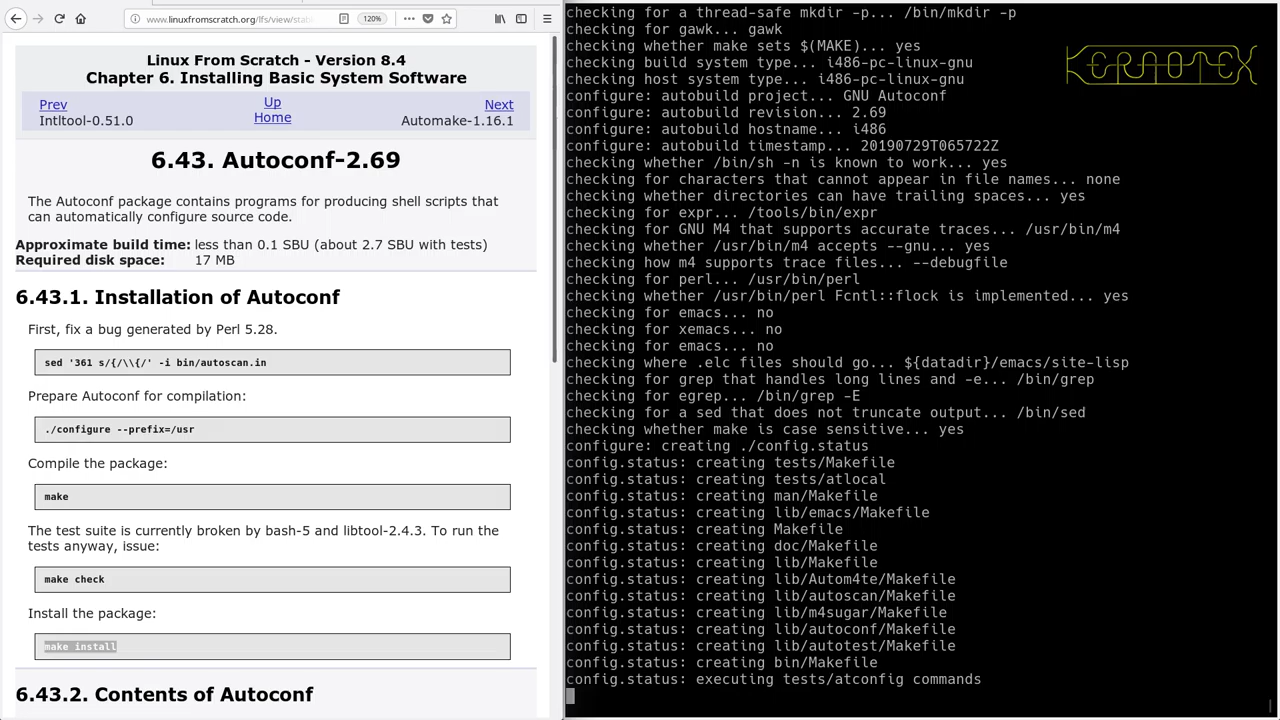 www.linuxfromscratch.org/lfs/view/stab
120%
Linux From Scratch - Version 8.4
Chapter 6. Installing Basic System Software
Prev
Up
Next
Intltool-0.51.0
Home
Automake-1.16.1
6.43. Autoconf-2.69
The Autoconf package contains programs for producing shell scripts that
can automatically configure source code.
Approximate build time: less than 0.1 SBU (about 2.7 SBU with tests)
Required disk space: 17 MB
6.43.1. Installation of Autoconf
First, fix a bug generated by Perl 5.28.
sed '361 s/{/\\{/' -i bin/autoscan.in
Prepare Autoconf for compilation:
./configure --prefix=/usr
Compile the package:
make
The test suite is currently broken by bash-5 and libtool-2.4.3. To run the
tests anyway, issue:
make check
Install the package:
make install
6.43.2. Contents of Autoconf
checking for a thread-safe mkdir -p... /bin/mkdir -p
checking for gawk... gawk
checking whether make sets $(MAKE)... yes
checking build system type... i486-pc-linux-gnu
checking host system type... i486-pc-linux-gnu
configure: autobuild project... GNU Autoconf
configure: autobuild revision... 2.69
configure: autobuild hostname... i486
configure: autobuild timestamp... 20190729T065722Z
checking whether /bin/sh -n is known to work... yes
checking for characters that cannot appear in file names... none
checking whether directories can have trailing spaces... yes
checking for expr... /tools/bin/expr
checking for GNU M4 that supports accurate traces... /usr/bin/m4
checking whether /usr/bin/m4 accepts --gnu... yes
checking how m4 supports trace files... --debugfile
checking for perl... /usr/bin/perl
checking whether /usr/bin/perl Fcntl::flock is implemented... yes
checking for emacs... no
checking for xemacs... no
checking for emacs... no
checking where .elc files should go... ${datadir}/emacs/site-lisp
checking for grep that handles long lines and -e... /bin/grep
checking for egrep... /bin/grep -E
checking for a sed that does not truncate output... /bin/sed
checking whether make is case sensitive... yes
configure: creating ./config.status
config.status: creating tests/Makefile
config.status: creating tests/atlocal
config.status: creating man/Makefile
config.status: creating lib/emacs/Makefile
config.status: creating Makefile
config.status: creating doc/Makefile
config.status: creating lib/Makefile
config.status: creating lib/Autom4te/Makefile
config.status: creating lib/autoscan/Makefile
config.status: creating lib/m4sugar/Makefile
config.status: creating lib/autoconf/Makefile
config.status: creating lib/autotest/Makefile
config.status: creating bin/Makefile
config.status: executing tests/atconfig commands